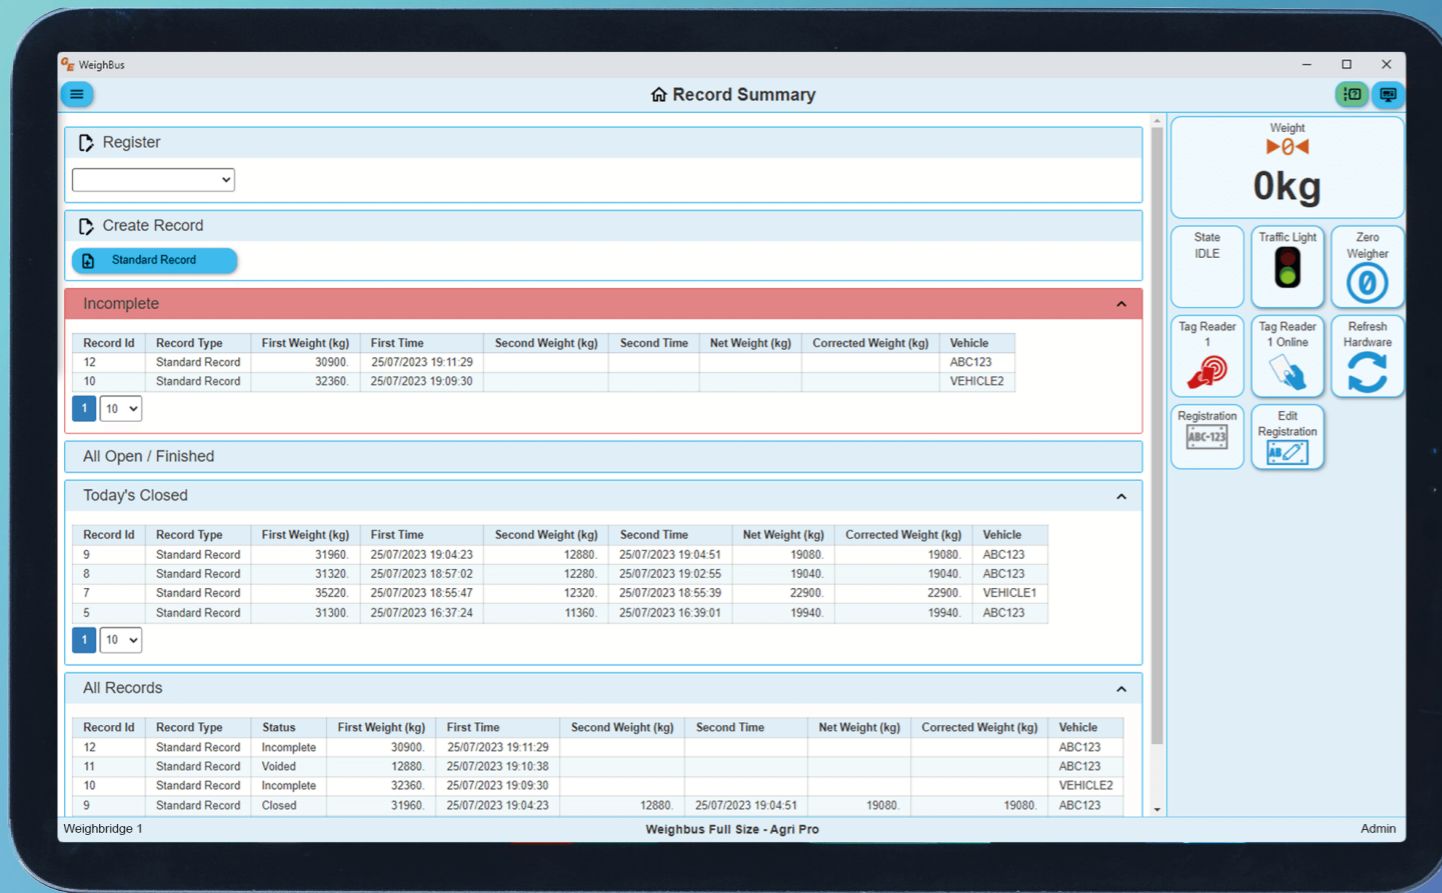 GE WeighBus
Record Summary
Register
Create Record
Standard Record
Incomplete
Record Id Record Type First Weight (kg) First Time Second Weight (kg) Second Time Net Weight (kg) Corrected Weight (kg) Vehicle
12 Standard Record 30900. 25/07/2023 19:11:29 ABC123
10 Standard Record 32360. 25/07/2023 19:09:30 VEHICLE2
1 10
All Open / Finished
Today's Closed
Record Id Record Type First Weight (kg) First Time Second Weight (kg) Second Time Net Weight (kg) Corrected Weight (kg) Vehicle
9 Standard Record 31960. 25/07/2023 19:04:23 12880. 25/07/2023 19:04:51 19080. 19080. ABC123
8 Standard Record 31320. 25/07/2023 18:57:02 12280. 25/07/2023 19:02:55 19040. 19040. ABC123
7 Standard Record 35220. 25/07/2023 18:55:47 12320. 25/07/2023 18:55:39 22900. 22900. VEHICLE1
5 Standard Record 31300. 25/07/2023 16:37:24 11360. 25/07/2023 16:39:01 19940. 19940. ABC123
1 10
All Records
Record Id Record Type Status First Weight (kg) First Time Second Weight (kg) Second Time Net Weight (kg) Corrected Weight (kg) Vehicle
12 Standard Record Incomplete 30900. 25/07/2023 19:11:29 ABC123
11 Standard Record Voided 12880. 25/07/2023 19:10:38 ABC123
10 Standard Record Incomplete 32360. 25/07/2023 19:09:30 VEHICLE2
9 Standard Record Closed 31960. 25/07/2023 19:04:23 12880. 25/07/2023 19:04:51 19080. 19080. ABC123
Weight
0
0kg
State
IDLE
Traffic Light
Zero
Weigher
0
Tag Reader
1
Tag Reader
1 Online
Refresh
Hardware
Registration
ABC-123
Edit
Registration
AB
Weighbridge 1
Weighbus Full Size - Agri Pro
Admin